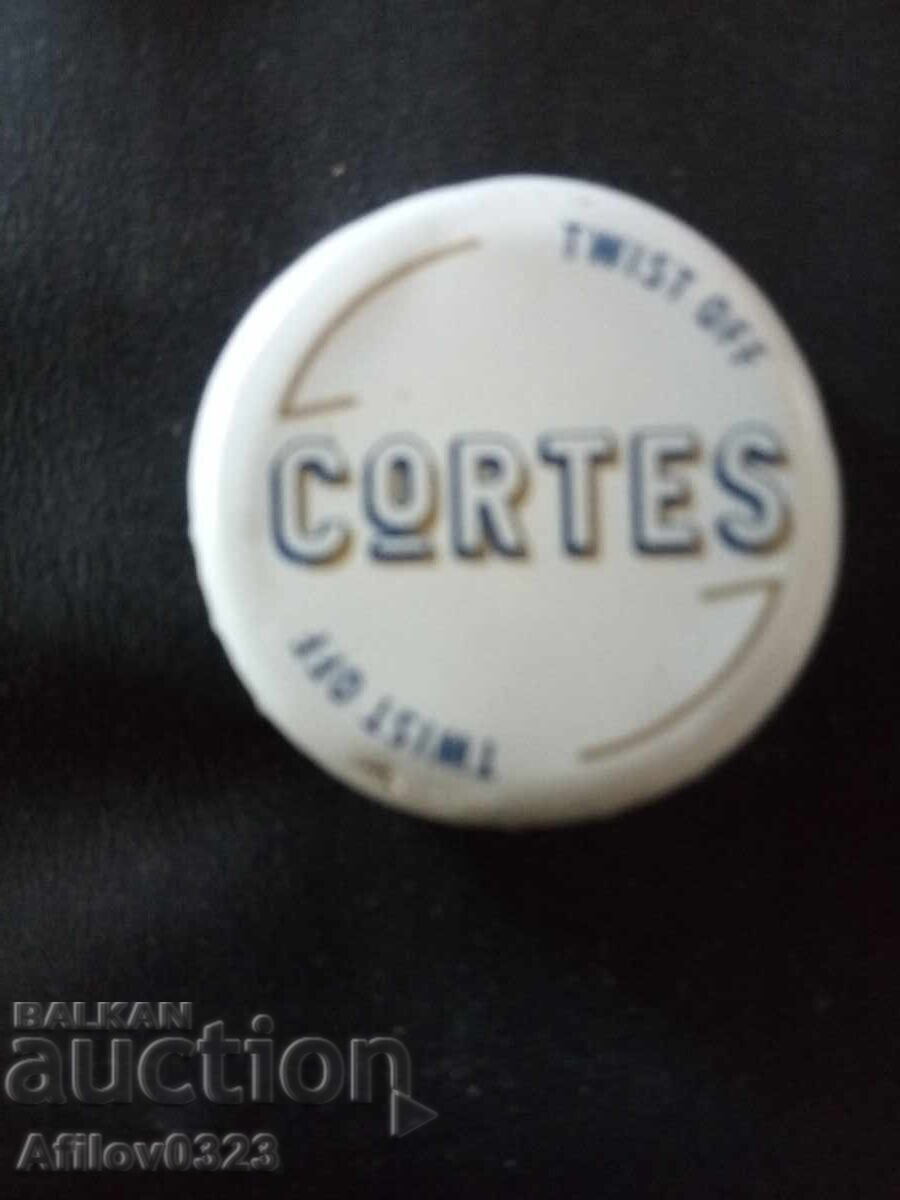 TWIST OFF
CORTES
TWIST OFF
BALKAN
auction
Afilov0323